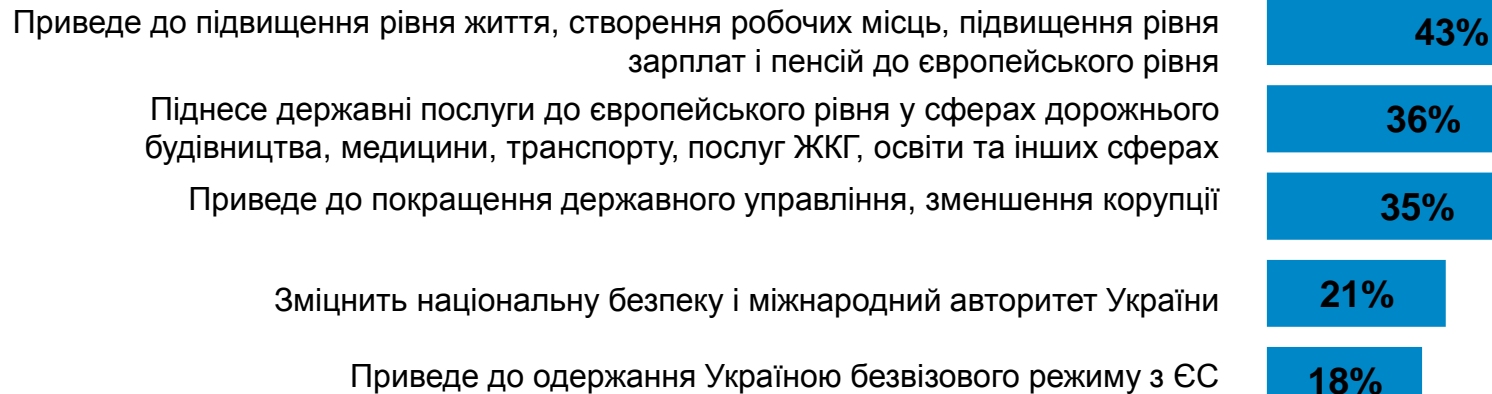 Приведе до підвищення рівня життя, створення робочих місць, підвищення рівня
зарплат і пенсій до європейського рівня
43%
Піднесе державні послуги до європейського рівня у сферах дорожнього
будівництва, медицини, транспорту, послуг ЖКГ, освіти та інших сферах
36%
Приведе до покращення державного управління, зменшення корупції
35%
Зміцнить національну безпеку і міжнародний авторитет України
21%
Приведе до одержання Україною безвізового режиму з ЄС
18%